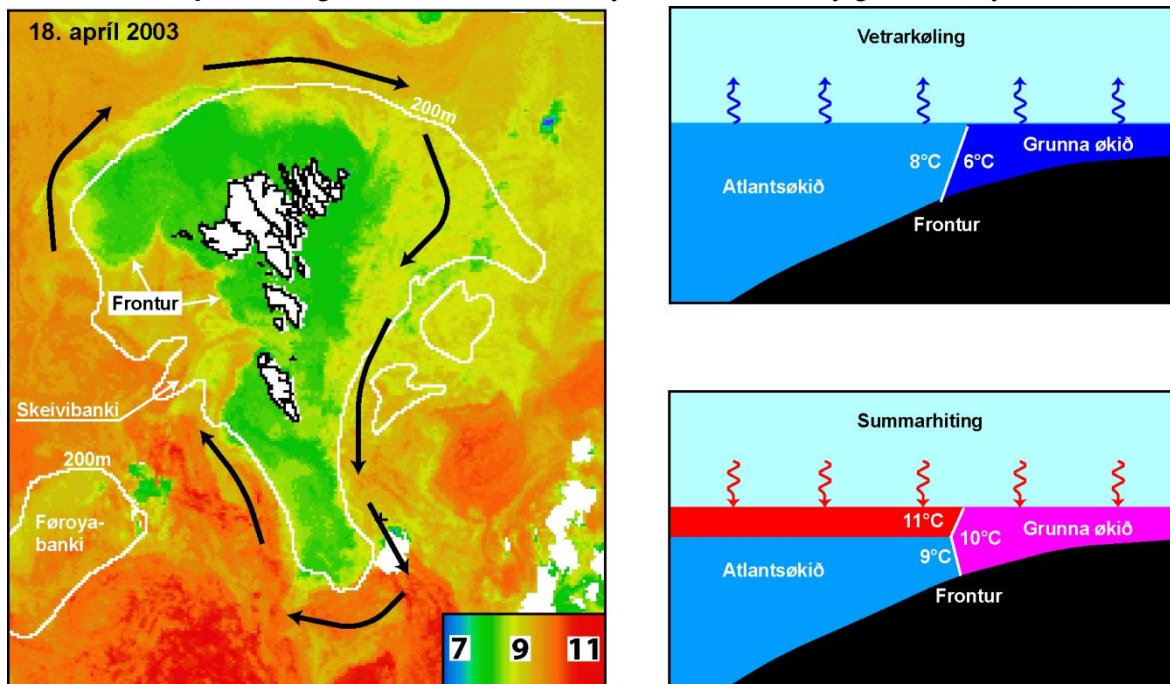 18. apríl 2003
200m
Frontur
Skeivibanki
200m
Føroya-
banki
7 9 11
Vetrarkøling
8°C 6°C
Grunna økið
Atlantsøkið
Frontur
Summarhiting
11°C
10°C
Grunna økið
9°C
Atlantsøkið
Frontur